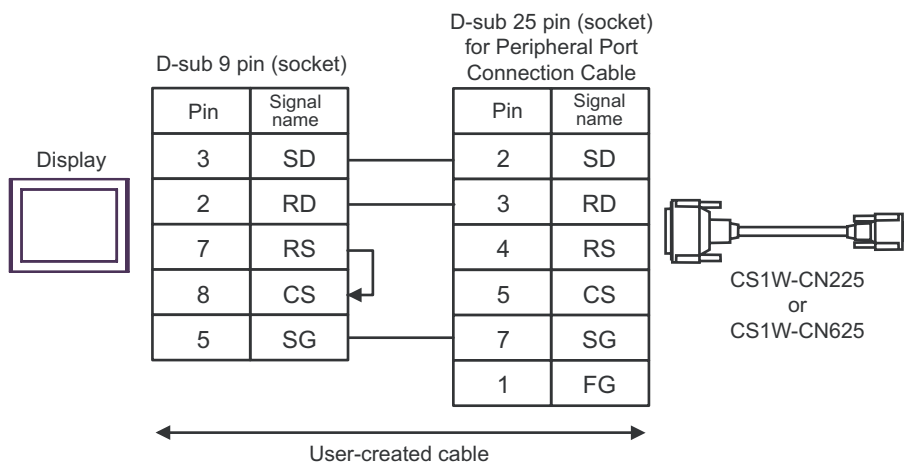 D-sub 25 pin (socket)
for Peripheral Port
Connection Cable
D-sub 9 pin (socket)
Pin Signal name
3 SD
2 RD
7 RS
8 CS
5 SG
Pin Signal name
2 SD
3 RD
4 RS
5 CS
7 SG
1 FG
Display
CS1W-CN225
or
CS1W-CN625
User-created cable